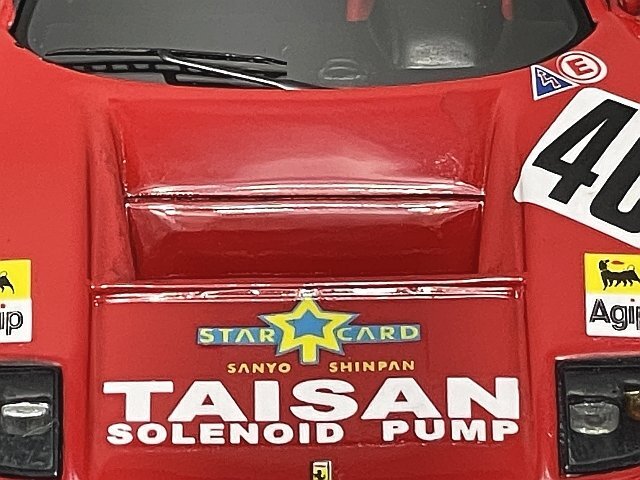 E
40
Agip
STAR CARD
SANYO SHINPAN
TAISAN
SOLENOID PUMP